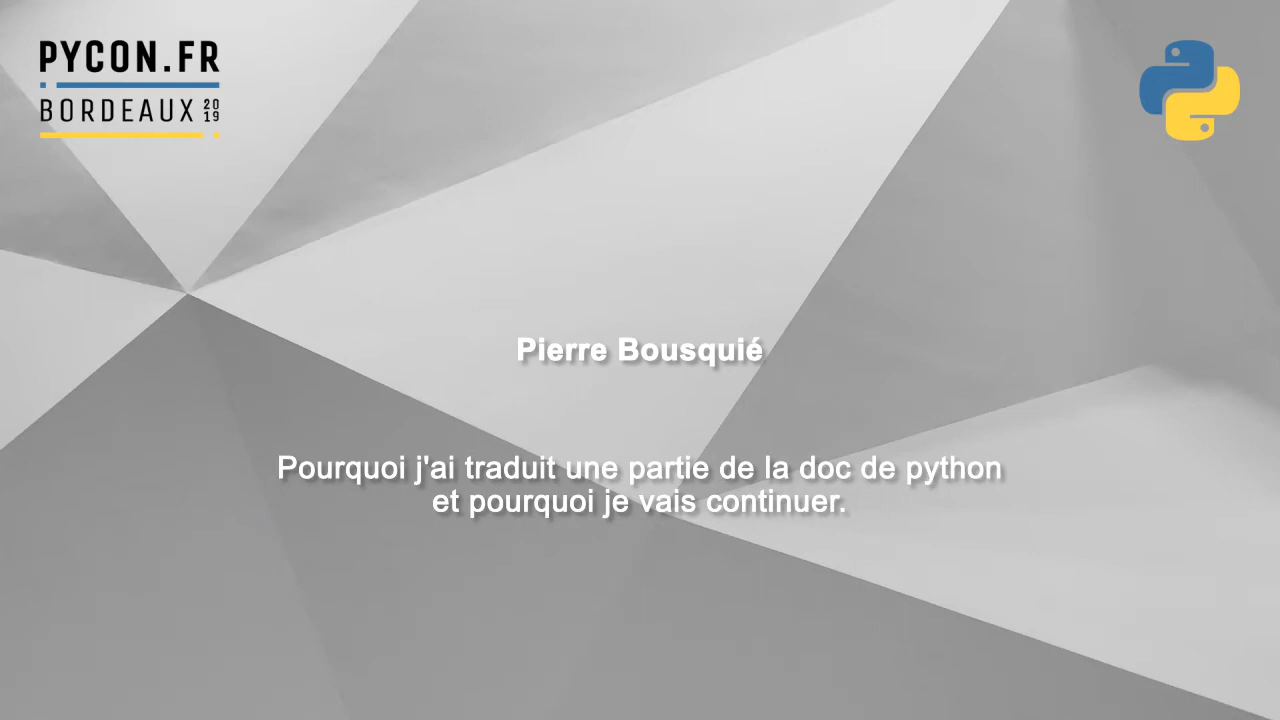 PYCON.FR
BORDEAUX 2019
Pierre Bousquié
Pourquoi j'ai traduit une partie de la doc de python
et pourquoi je vais continuer.